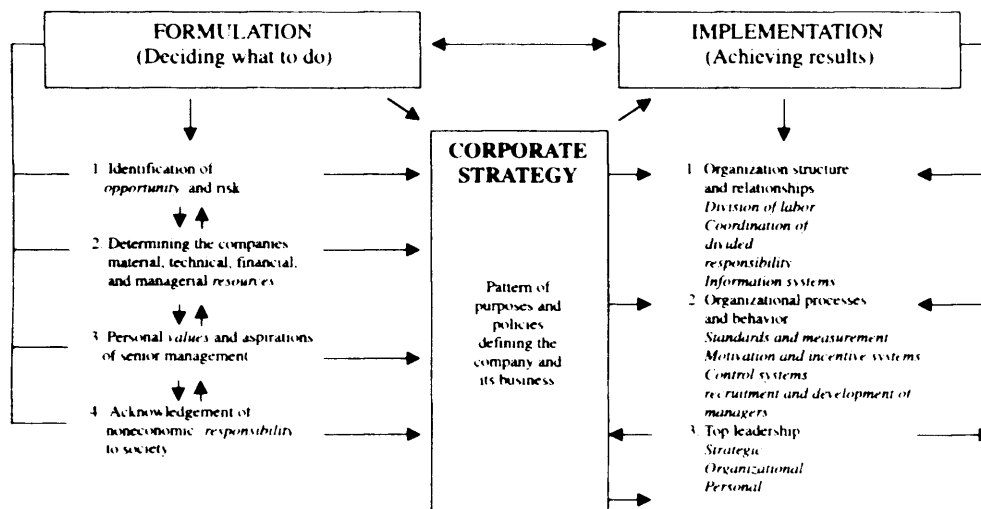 FORMULATION
(Deciding what to do)
1. Identification of
opportunity and risk
2. Determining the companies
material, technical, financial,
and managerial resources
3. Personal values and aspirations
of senior management
4. Acknowledgement of
noneconomic responsibility
to society
CORPORATE
STRATEGY
Pattern of
purposes and
policies
defining the
company and
its business
IMPLEMENTATION
(Achieving results)
1. Organization structure
and relationships
Division of labor
Coordination of
divided
responsibility
Information systems
2. Organizational processes
and behavior
Standards and measurement
Motivation and incentive systems
Control systems
recruitment and development of
managers
3. Top leadership
Strategic
Organizational
Personal